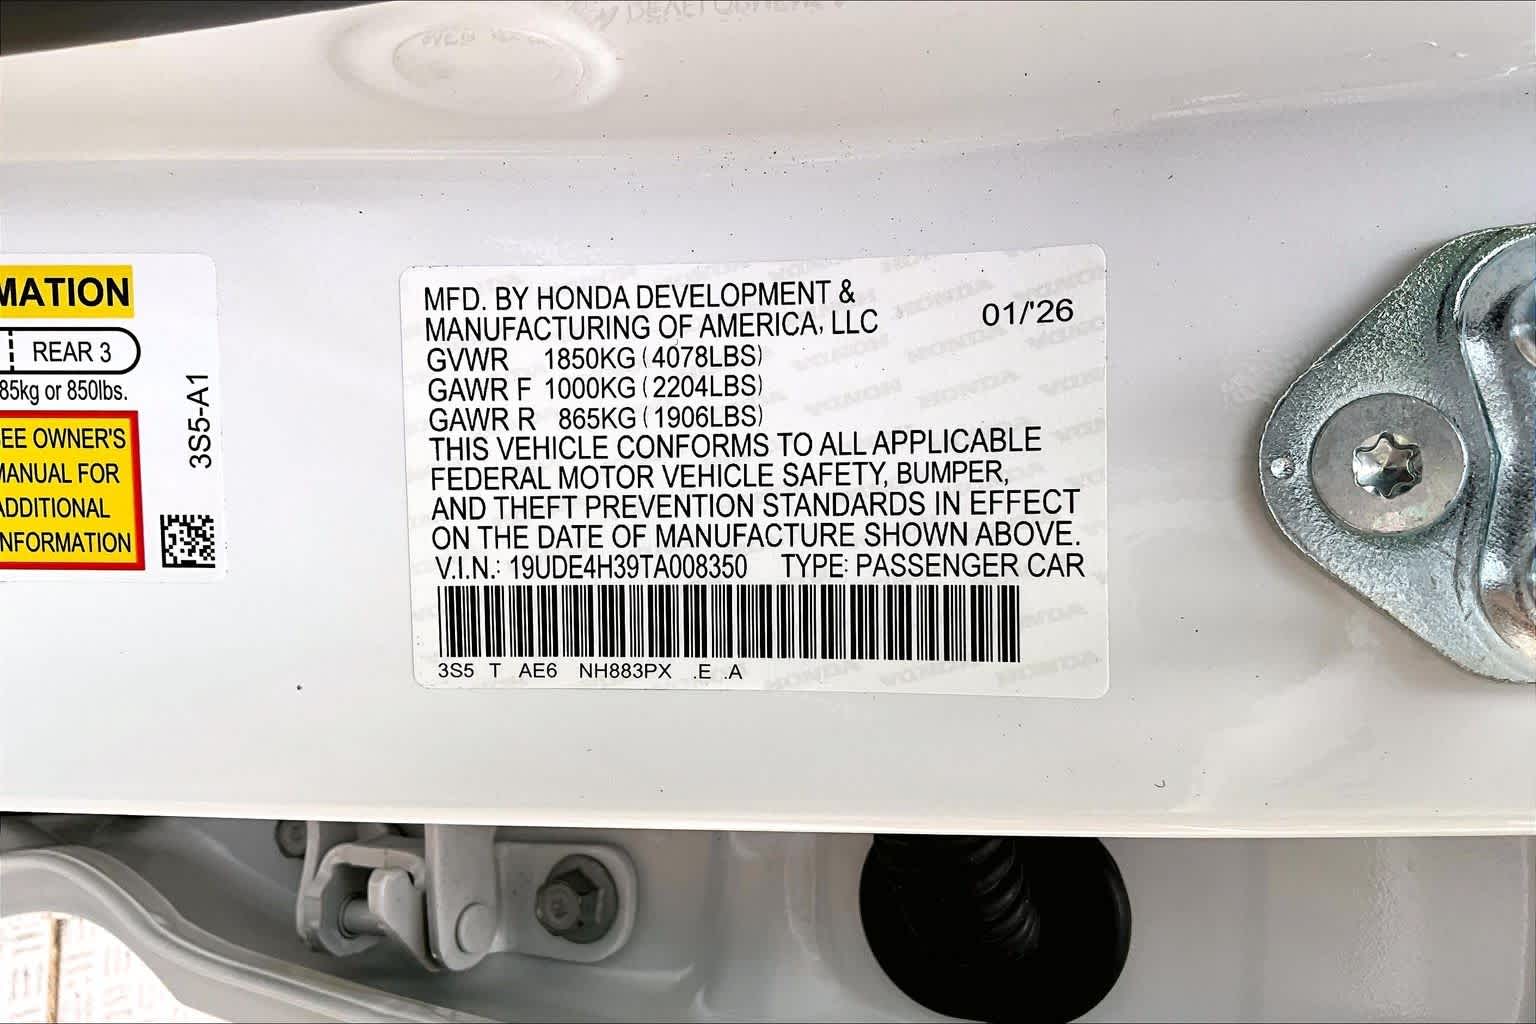 MATION
REAR 3
85kg or 850lbs.
EE OWNER'S
MANUAL FOR
ADDITIONAL
INFORMATION
3S5-A1
MFD. BY HONDA DEVELOPMENT &
MANUFACTURING OF AMERICA, LLC 01/'26
GVWR 1850KG (4078LBS)
GAWR F 1000KG (2204LBS)
GAWR R 865KG (1906LBS)
THIS VEHICLE CONFORMS TO ALL APPLICABLE
FEDERAL MOTOR VEHICLE SAFETY, BUMPER,
AND THEFT PREVENTION STANDARDS IN EFFECT
ON THE DATE OF MANUFACTURE SHOWN ABOVE.
V.I.N.: 19UDE4H39TA008350 TYPE: PASSENGER CAR
3S5 T AE6 NH883PX .E .A